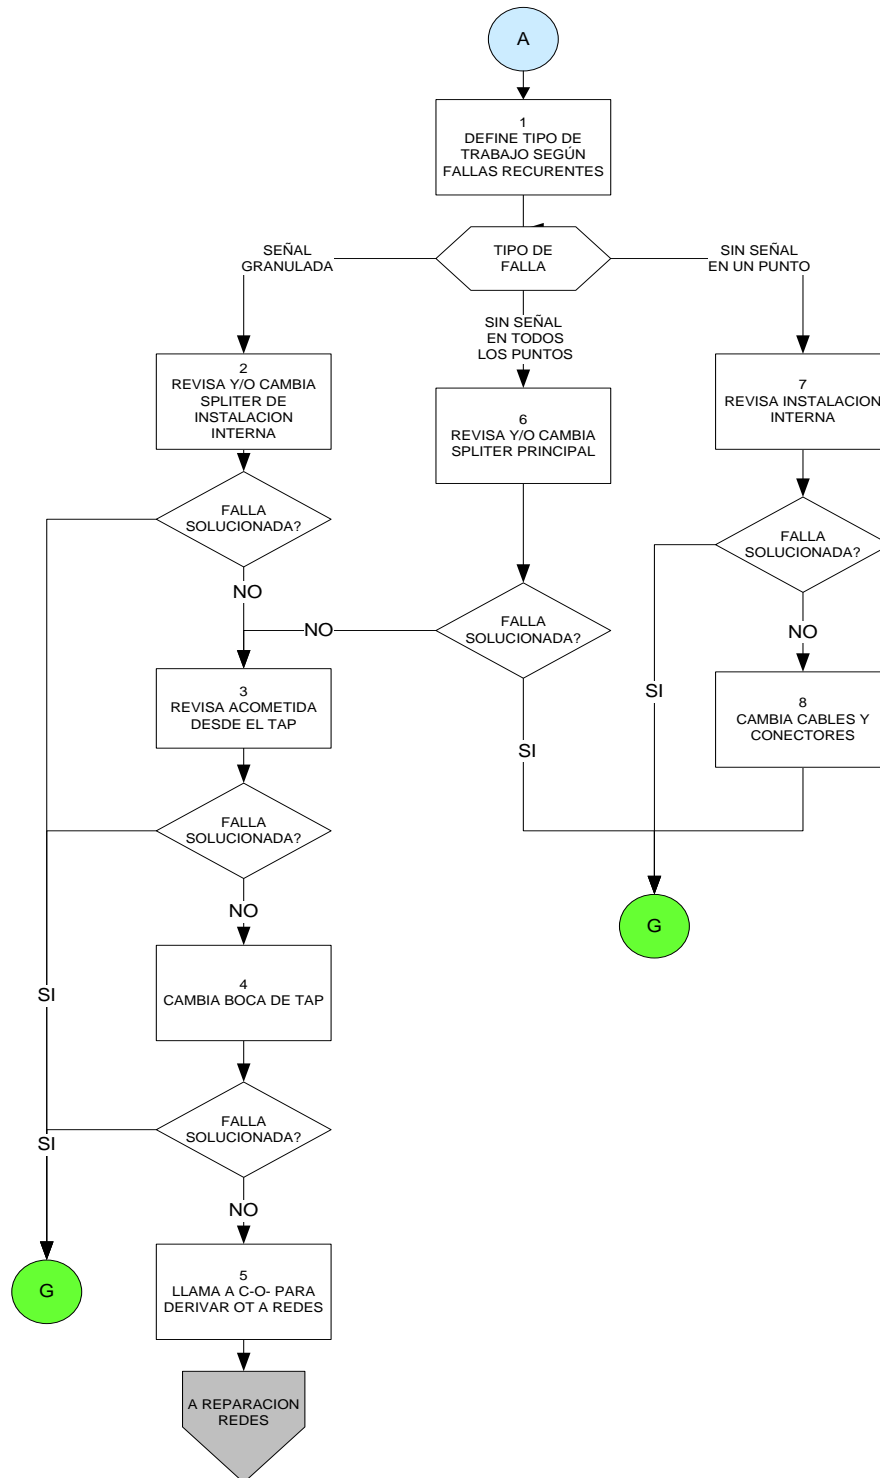 A
1
DEFINE TIPO DE
TRABAJO SEGÚN
FALLAS RECURENTES
TIPO DE
FALLA
SEÑAL
GRANULADA
SIN SEÑAL
EN TODOS
LOS PUNTOS
SIN SEÑAL
EN UN PUNTO
2
REVISA Y/O CAMBIA
SPLITER DE
INSTALACION
INTERNA
6
REVISA Y/O CAMBIA
SPLITER PRINCIPAL
7
REVISA INSTALACION
INTERNA
FALLA
SOLUCIONADA?
FALLA
SOLUCIONADA?
FALLA
SOLUCIONADA?
NO
NO
NO
3
REVISA ACOMETIDA
DESDE EL TAP
8
CAMBIA CABLES Y
CONECTORES
SI
SI
FALLA
SOLUCIONADA?
NO
G
4
CAMBIA BOCA DE TAP
SI
FALLA
SOLUCIONADA?
SI
NO
G
5
LLAMA A C-O- PARA
DERIVAR OT A REDES
A REPARACION
REDES